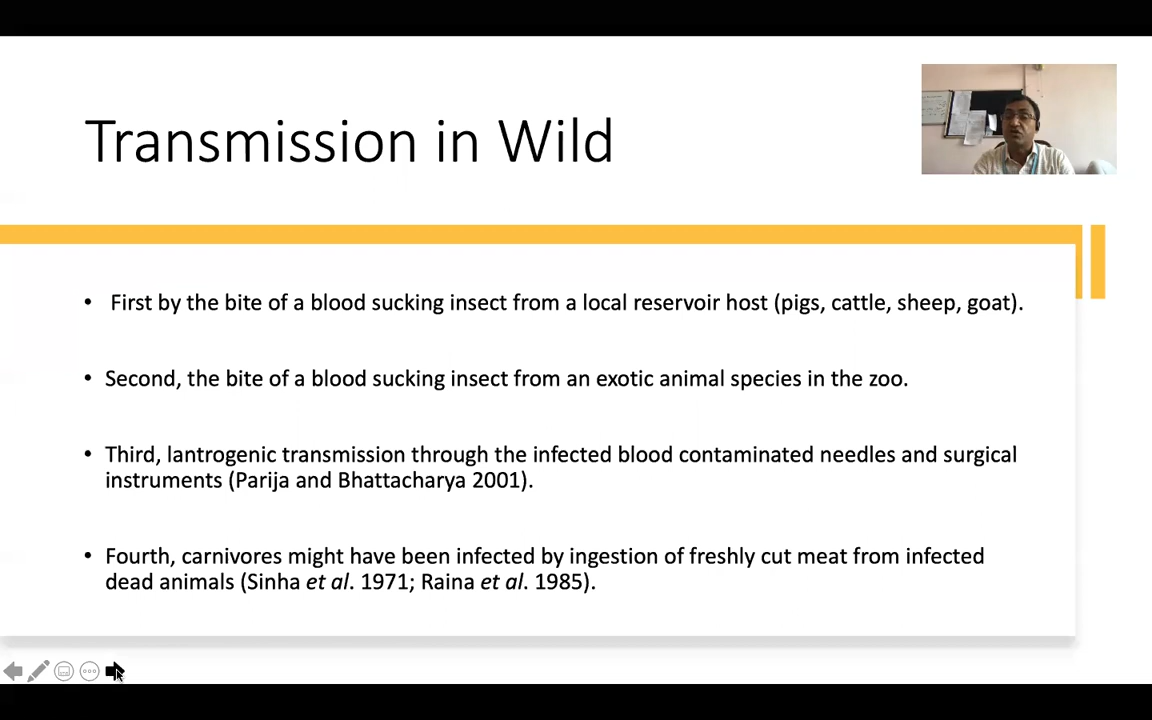 Transmission in Wild
• First by the bite of a blood sucking insect from a local reservoir host (pigs, cattle, sheep, goat).
• Second, the bite of a blood sucking insect from an exotic animal species in the zoo.
• Third, lantrogenic transmission through the infected blood contaminated needles and surgical
instruments (Parija and Bhattacharya 2001).
• Fourth, carnivores might have been infected by ingestion of freshly cut meat from infected
dead animals (Sinha et al. 1971; Raina et al. 1985).